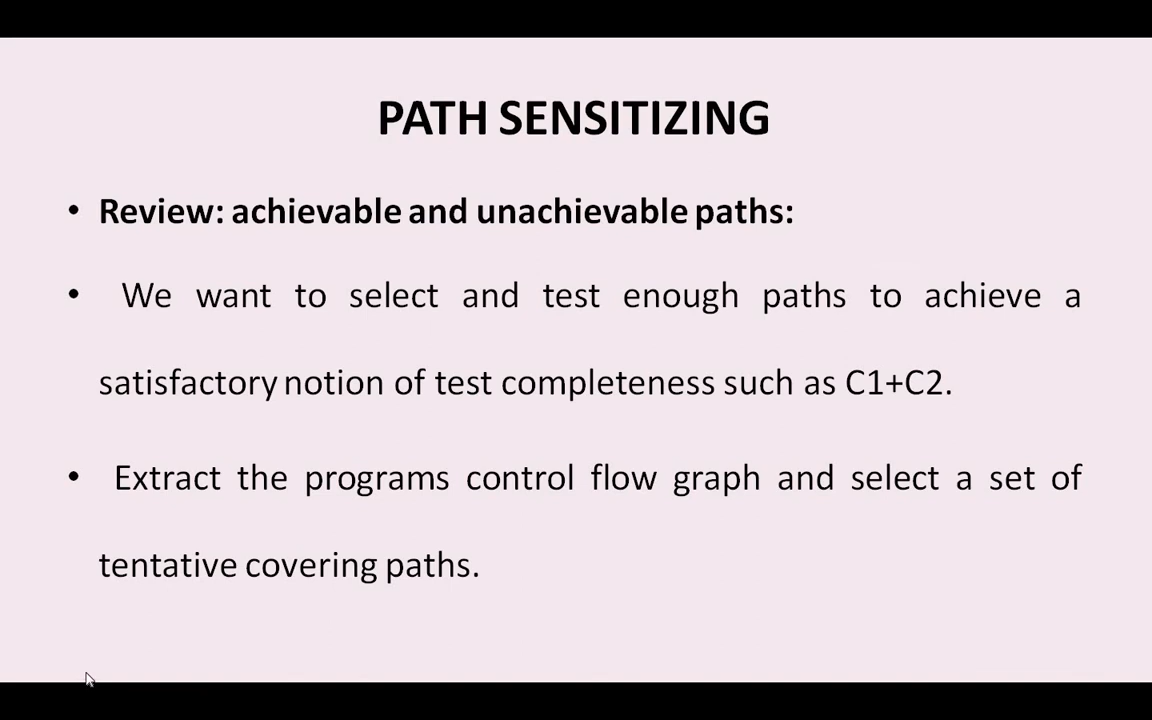 PATH SENSITIZING
• Review: achievable and unachievable paths:
• We want to select and test enough paths to achieve a
satisfactory notion of test completeness such as C1+C2.
• Extract the programs control flow graph and select a set of
tentative covering paths.